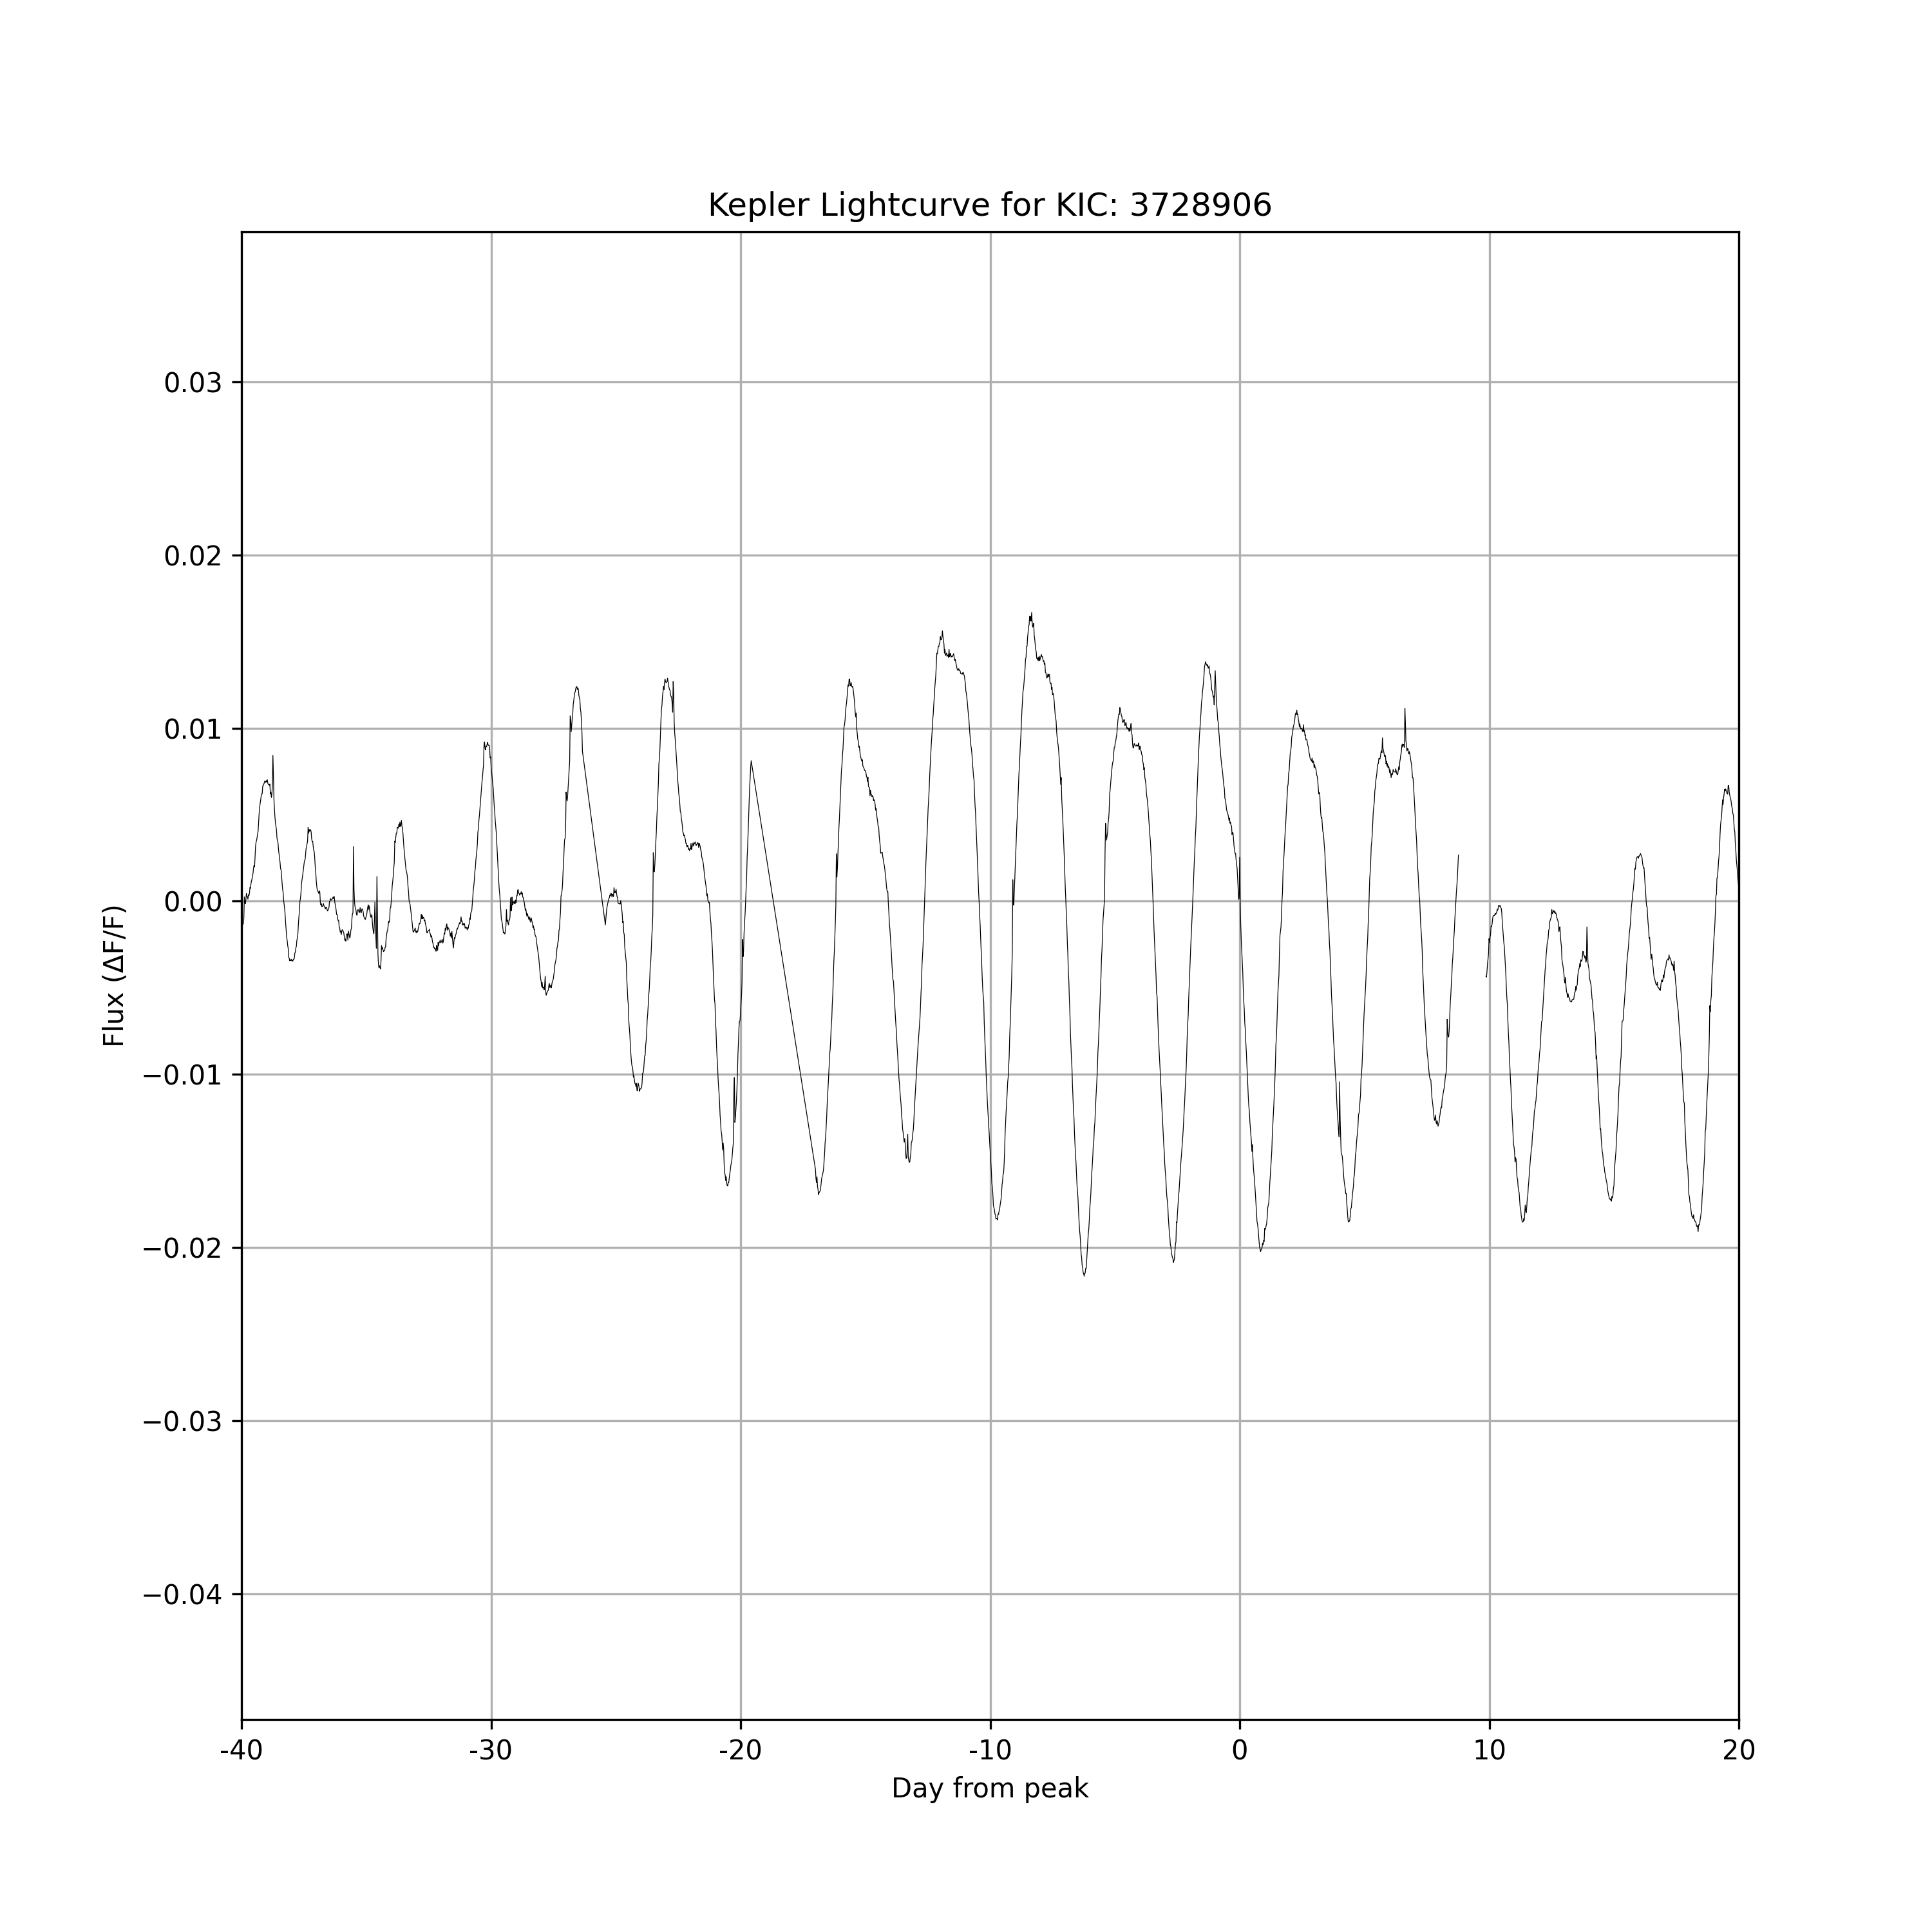 Kepler Lightcurve for KIC: 3728906
Flux (ΔF/F)
0.03
0.02
0.01
0.00
−0.01
−0.02
−0.03
−0.04
-40 -30 -20 -10 0 10 20
Day from peak